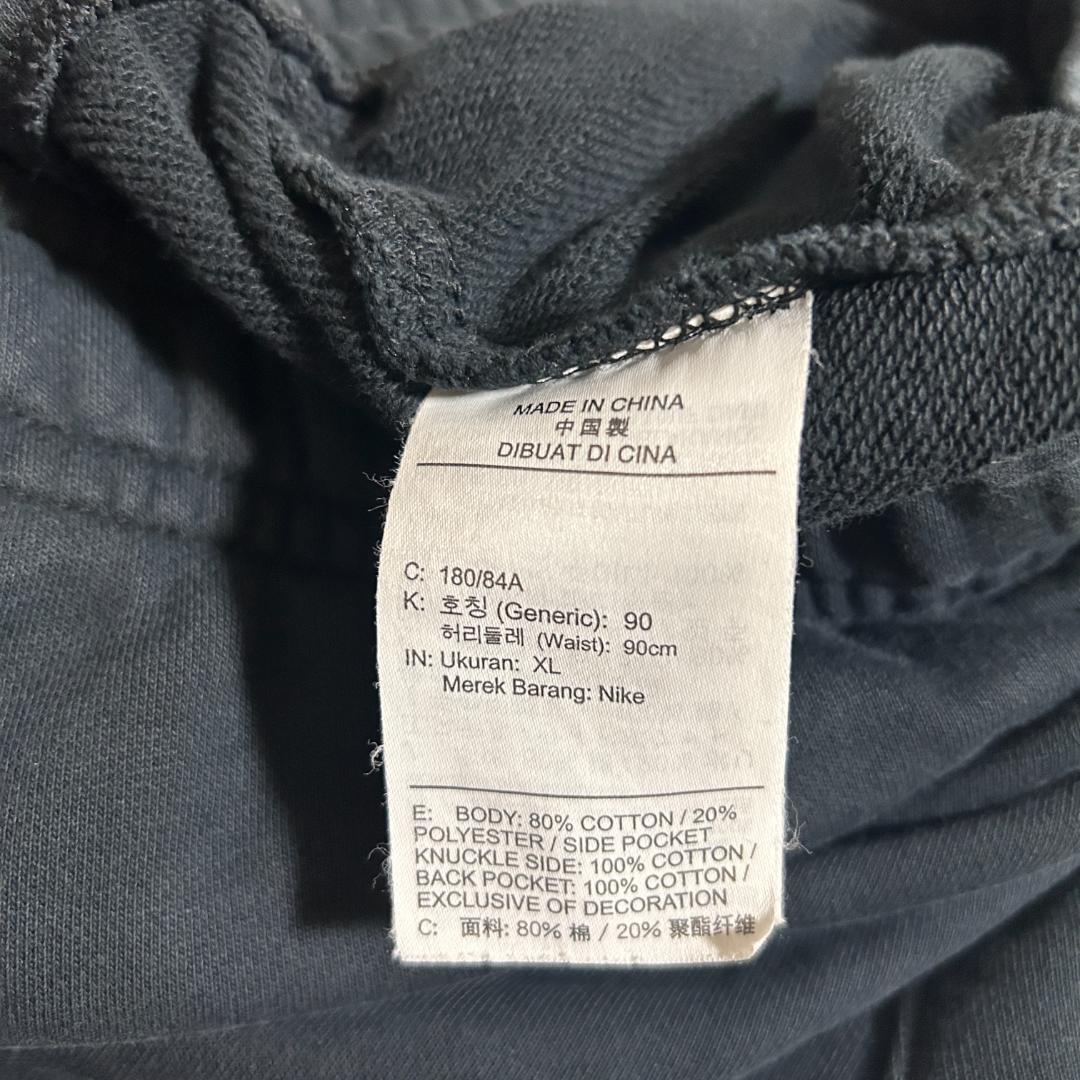 MADE IN CHINA
中国製
DIBUAT DI CINA
C: 180/84A
K: 호칭 (Generic): 90
허리둘레 (Waist): 90cm
IN: Ukuran: XL
Merek Barang: Nike
E: BODY: 80% COTTON / 20%
POLYESTER / SIDE POCKET
KNUCKLE SIDE: 100% COTTON /
BACK POCKET: 100% COTTON /
EXCLUSIVE OF DECORATION
C: 面料: 80% 棉 / 20% 聚酯纤维